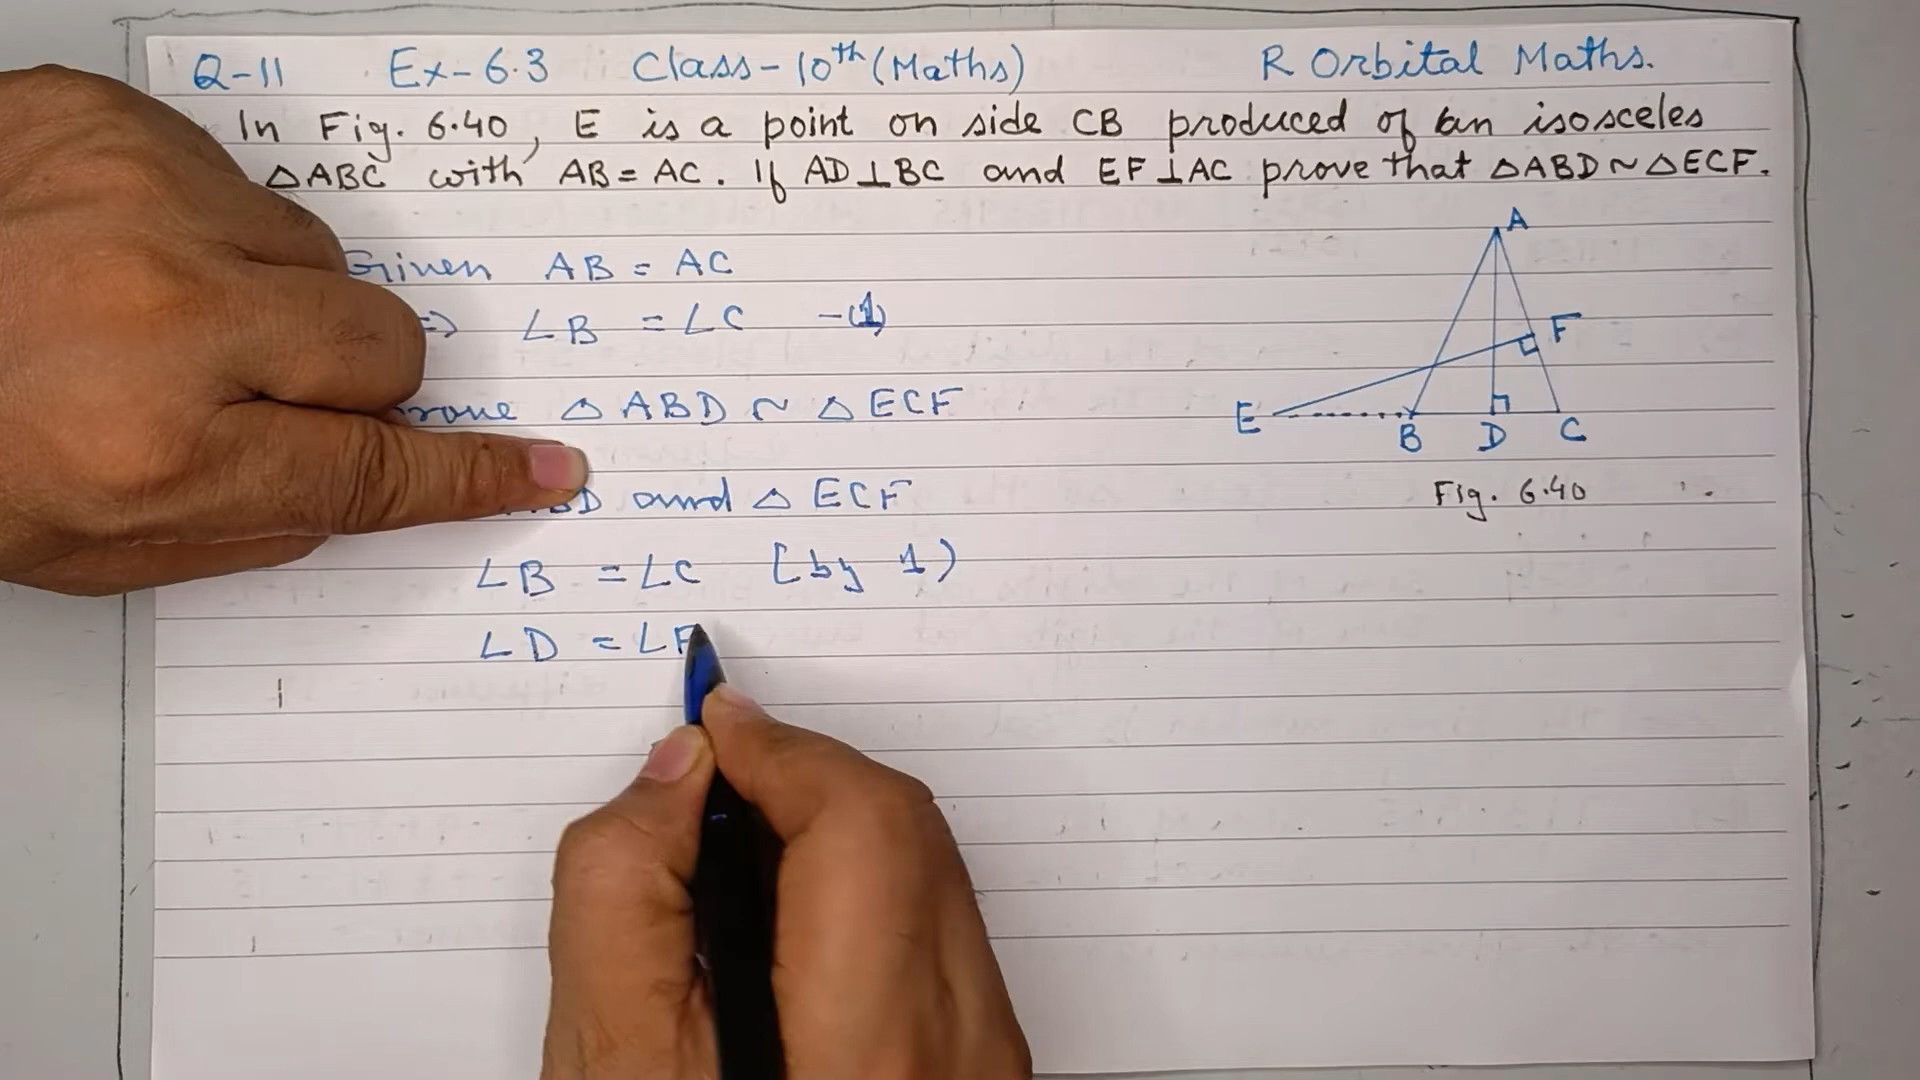 Q-11 Ex-6.3 Class-10th (Maths) R Orbital Maths.
In Fig. 6.40, E is a point on side CB produced of an isosceles
△ABC with AB = AC. If AD⊥BC and EF⊥AC prove that △ABD ~ △ECF.
Given AB = AC
=> ∠B = ∠C -(1)
△ABD ~ △ECF
and △ECF
∠B = ∠C [by 1)
∠D = ∠F
A
F
E
B D C
Fig. 6.40